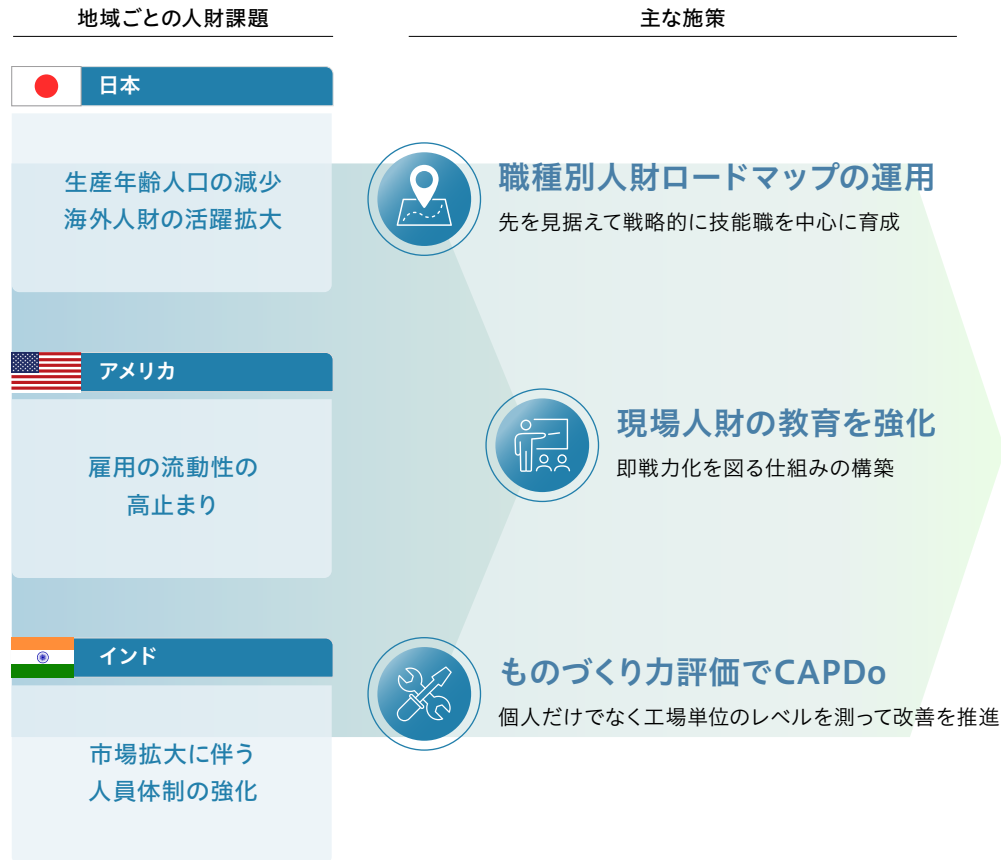 地域ごとの人財課題
主な施策
日本
生産年齢人口の減少
海外人財の活躍拡大
職種別人財ロードマップの運用
先を見据えて戦略的に技能職を中心に育成
アメリカ
雇用の流動性の
高止まり
現場人財の教育を強化
即戦力化を図る仕組みの構築
インド
市場拡大に伴う
人員体制の強化
ものづくり力評価でCAPDo
個人だけでなく工場単位のレベルを測って改善を推進